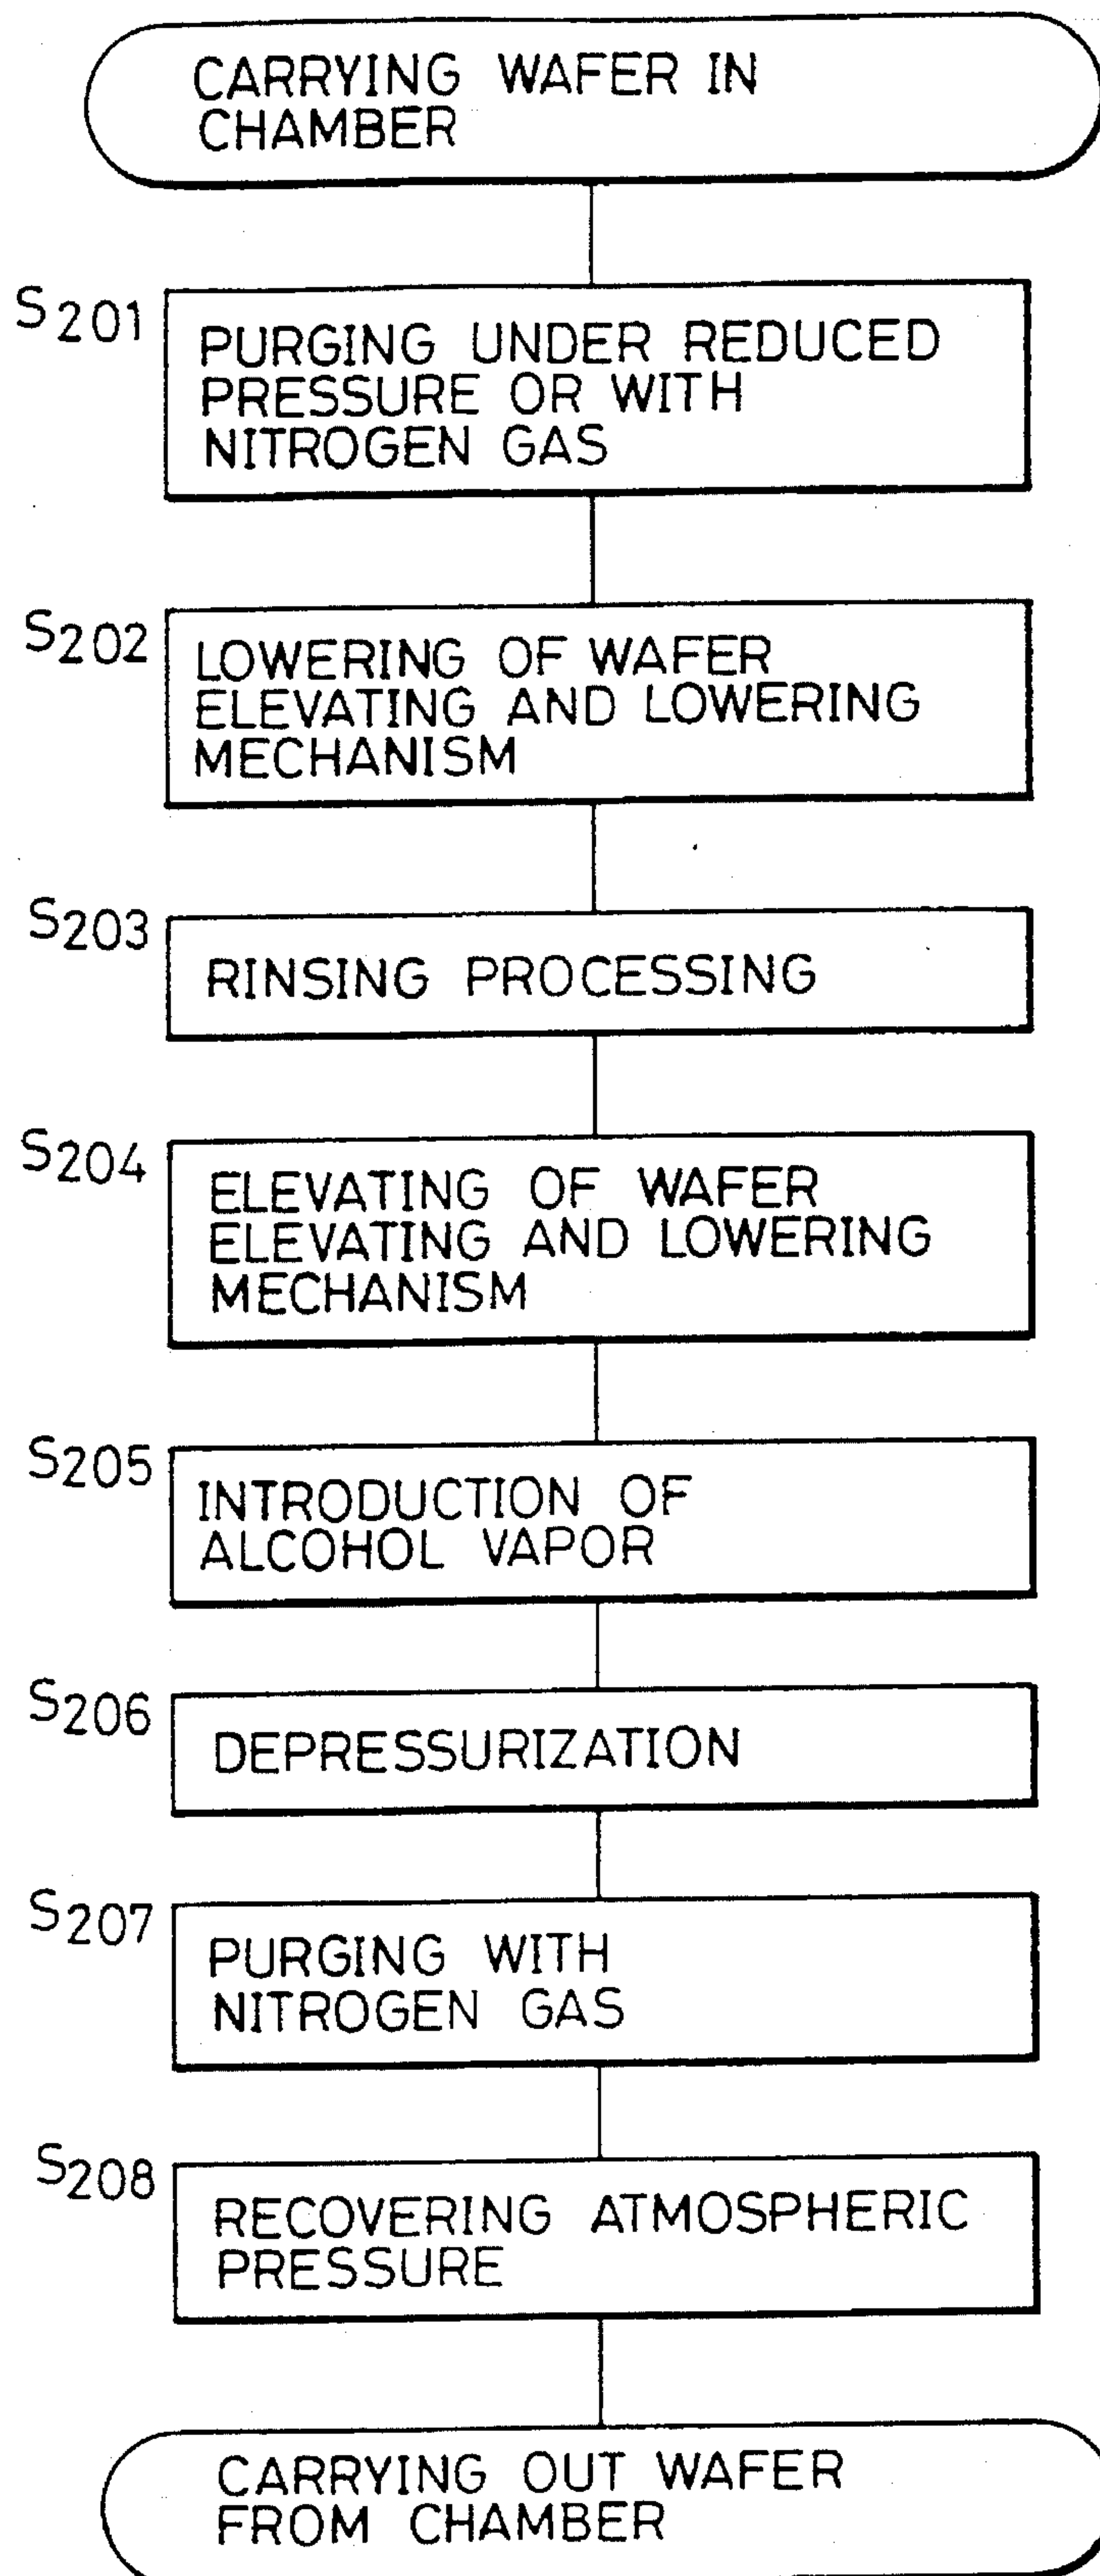 CARRYING WAFER IN
CHAMBER
S201
PURGING UNDER REDUCED
PRESSURE OR WITH
NITROGEN GAS
S202
LOWERING OF WAFER
ELEVATING AND LOWERING
MECHANISM
S203
RINSING PROCESSING
S204
ELEVATING OF WAFER
ELEVATING AND LOWERING
MECHANISM
S205
INTRODUCTION OF
ALCOHOL VAPOR
S206
DEPRESSURIZATION
S207
PURGING WITH
NITROGEN GAS
S208
RECOVERING ATMOSPHERIC
PRESSURE
CARRYING OUT WAFER
FROM CHAMBER